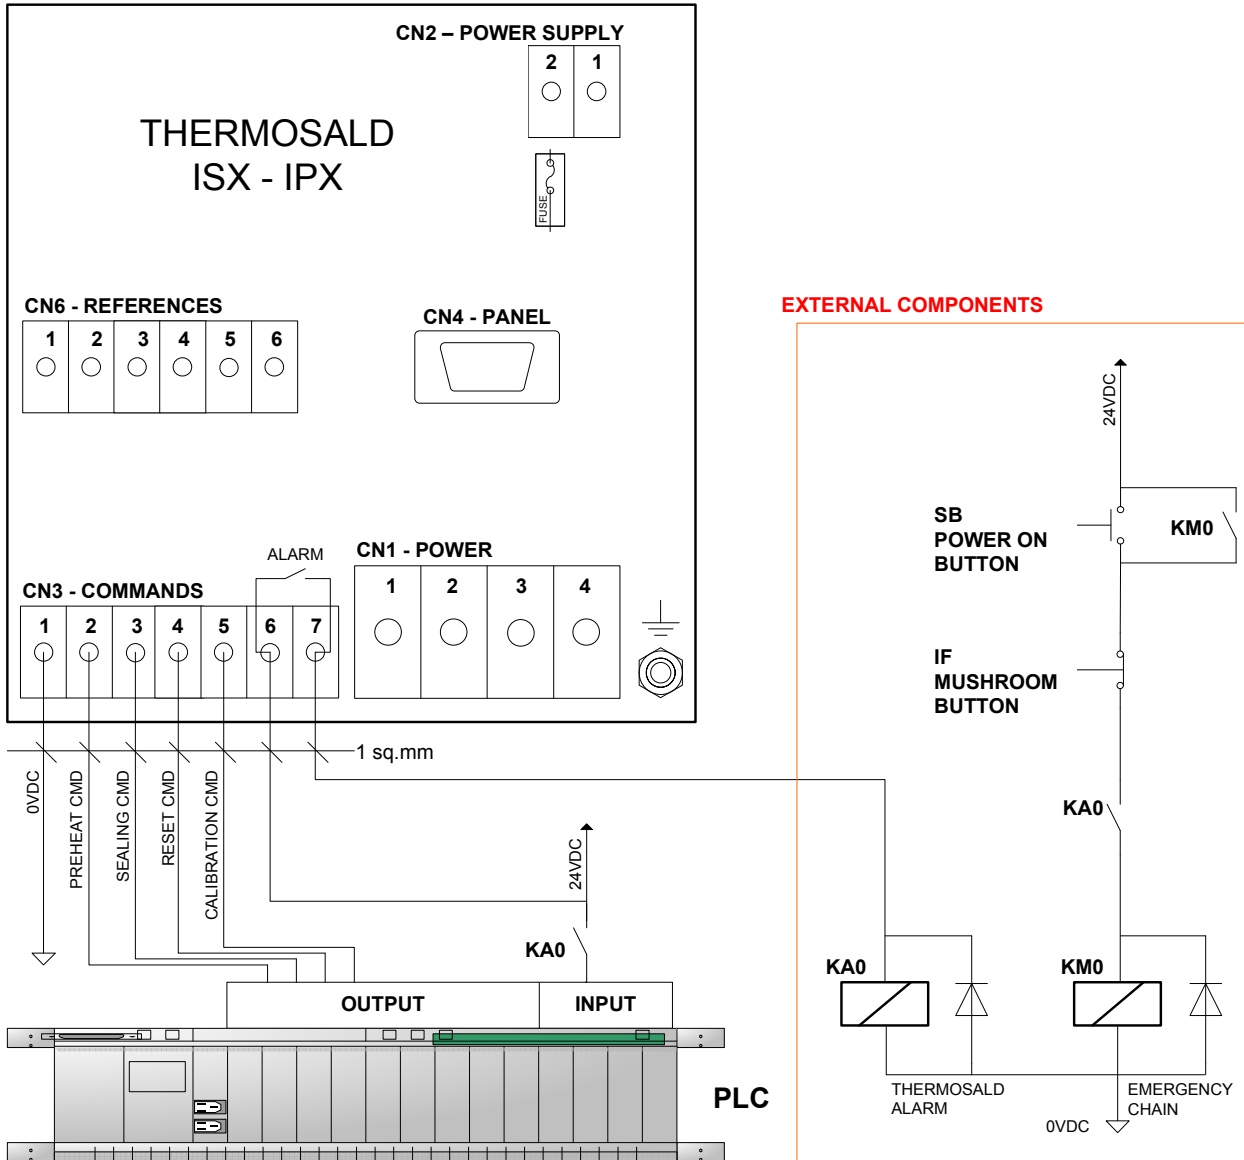 CN2 – POWER SUPPLY
2 1
THERMOSALD
ISX - IPX
FUSE
CN6 - REFERENCES
1 2 3 4 5 6
CN4 - PANEL
EXTERNAL COMPONENTS
24VDC
SB
POWER ON
BUTTON
KM0
ALARM
CN1 - POWER
1 2 3 4
CN3 - COMMANDS
1 2 3 4 5 6 7
IF
MUSHROOM
BUTTON
1 sq.mm
0VDC
PREHEAT CMD
SEALING CMD
RESET CMD
CALIBRATION CMD
24VDC
KA0
KA0
KA0
KM0
OUTPUT
INPUT
PLC
THERMOSALD
ALARM
EMERGENCY
CHAIN
0VDC